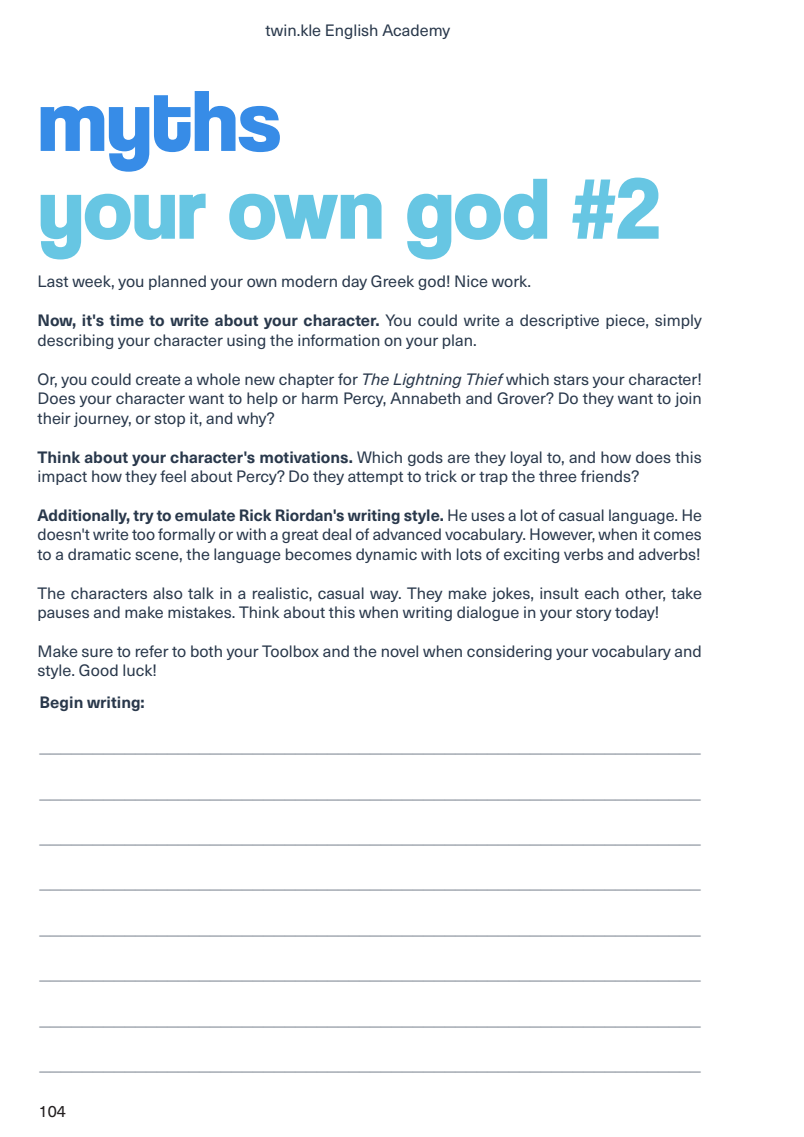 twin.kle English Academy
myths
your own god #2
Last week, you planned your own modern day Greek god! Nice work.
Now, it's time to write about your character. You could write a descriptive piece, simply
describing your character using the information on your plan.
Or, you could create a whole new chapter for The Lightning Thief which stars your character!
Does your character want to help or harm Percy, Annabeth and Grover? Do they want to join
their journey, or stop it, and why?
Think about your character's motivations. Which gods are they loyal to, and how does this
impact how they feel about Percy? Do they attempt to trick or trap the three friends?
Additionally, try to emulate Rick Riordan's writing style. He uses a lot of casual language. He
doesn't write too formally or with a great deal of advanced vocabulary. However, when it comes
to a dramatic scene, the language becomes dynamic with lots of exciting verbs and adverbs!
The characters also talk in a realistic, casual way. They make jokes, insult each other, take
pauses and make mistakes. Think about this when writing dialogue in your story today!
Make sure to refer to both your Toolbox and the novel when considering your vocabulary and
style. Good luck!
Begin writing:
104